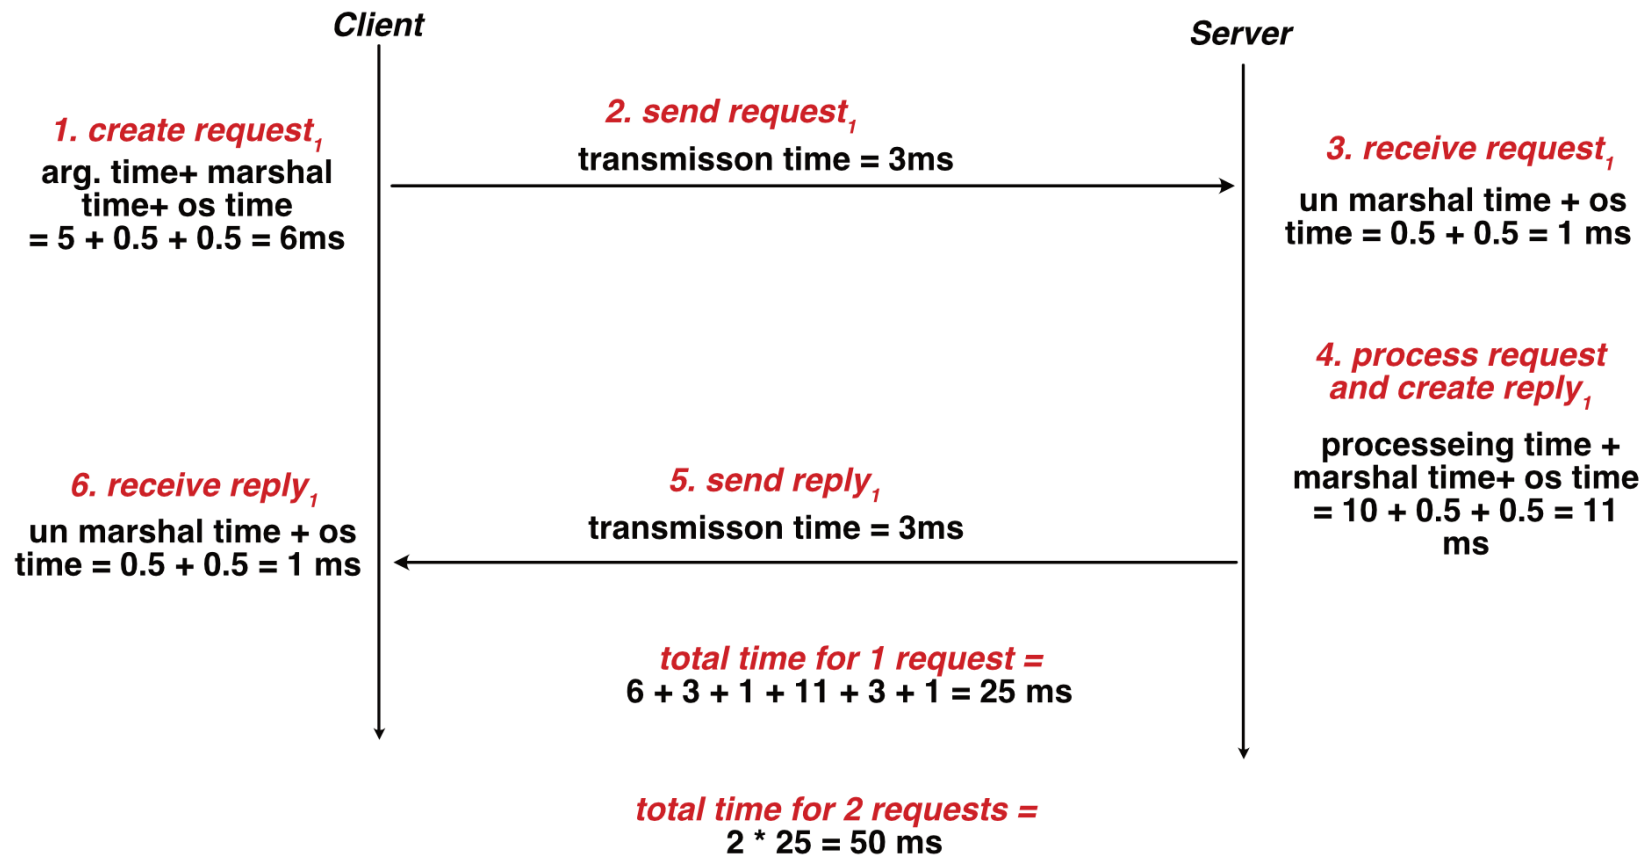 Client
Server
1. create request1
arg. time+ marshal
time+ os time
= 5 + 0.5 + 0.5 = 6ms
2. send request1
transmisson time = 3ms
3. receive request1
un marshal time + os
time = 0.5 + 0.5 = 1 ms
4. process request
and create reply1
processeing time +
marshal time+ os time
= 10 + 0.5 + 0.5 = 11
ms
5. send reply1
transmisson time = 3ms
6. receive reply1
un marshal time + os
time = 0.5 + 0.5 = 1 ms
total time for 1 request =
6 + 3 + 1 + 11 + 3 + 1 = 25 ms
total time for 2 requests =
2 * 25 = 50 ms